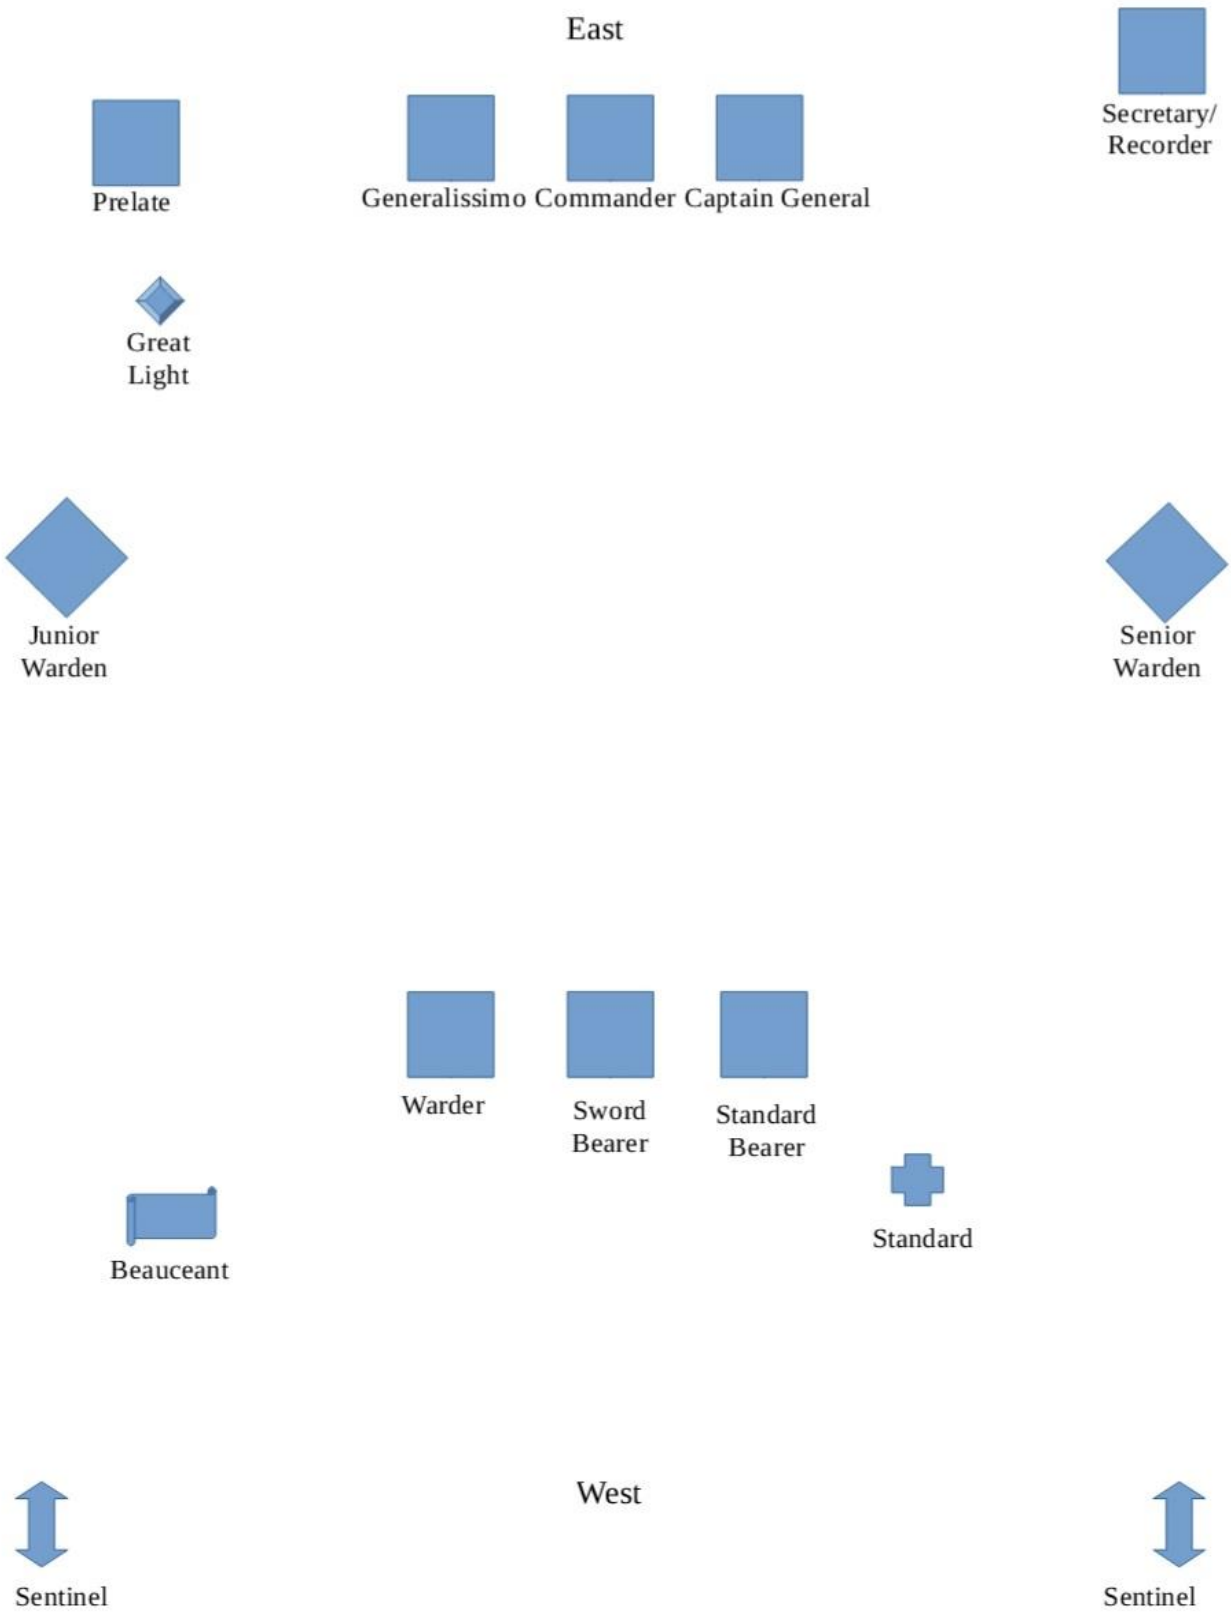 East
Secretary/
Recorder
Prelate
Generalissimo Commander Captain General
Great
Light
Junior
Warden
Senior
Warden
Warder
Sword
Bearer
Standard
Bearer
Standard
Beauceant
West
Sentinel
Sentinel